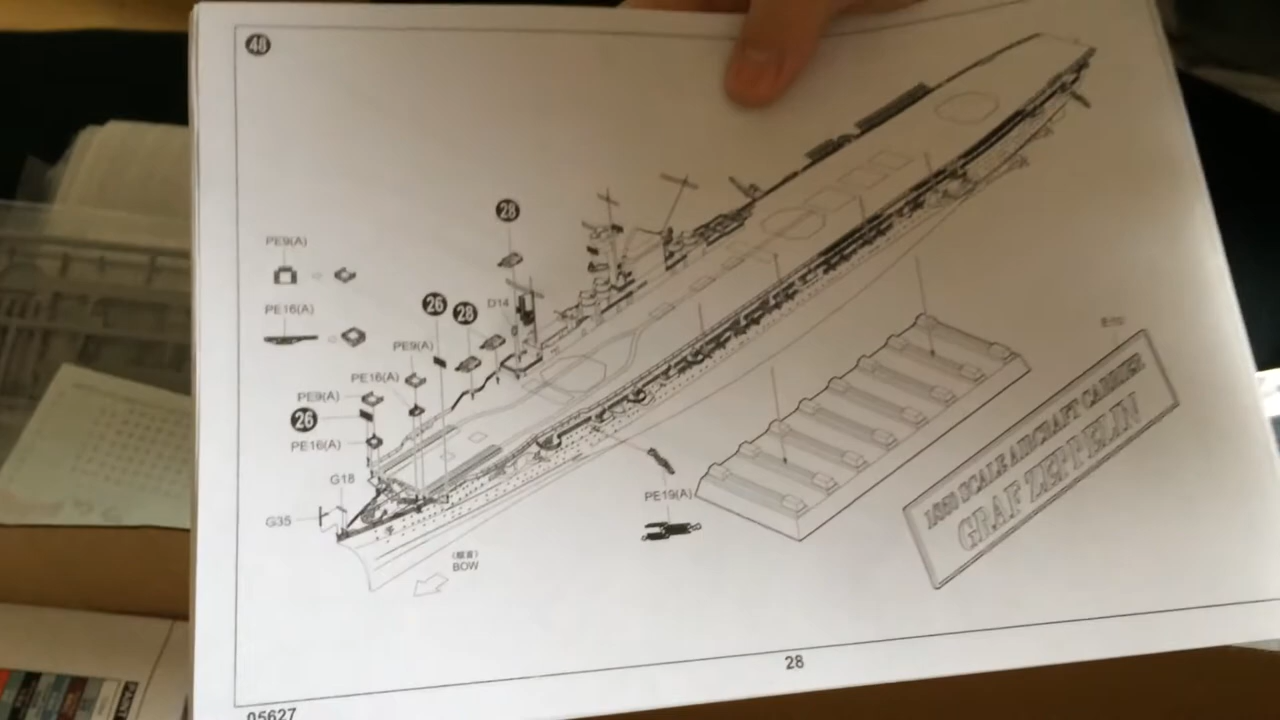 48
28
PE9(A)
PE16(A)
26
28
D14
PE9(A)
PE16(A)
PE9(A)
26
PE16(A)
G18
G35
PE19(A)
BOW
1/350 SCALE AIRCRAFT CARRIER
GRAF ZEPPELIN
28
05627